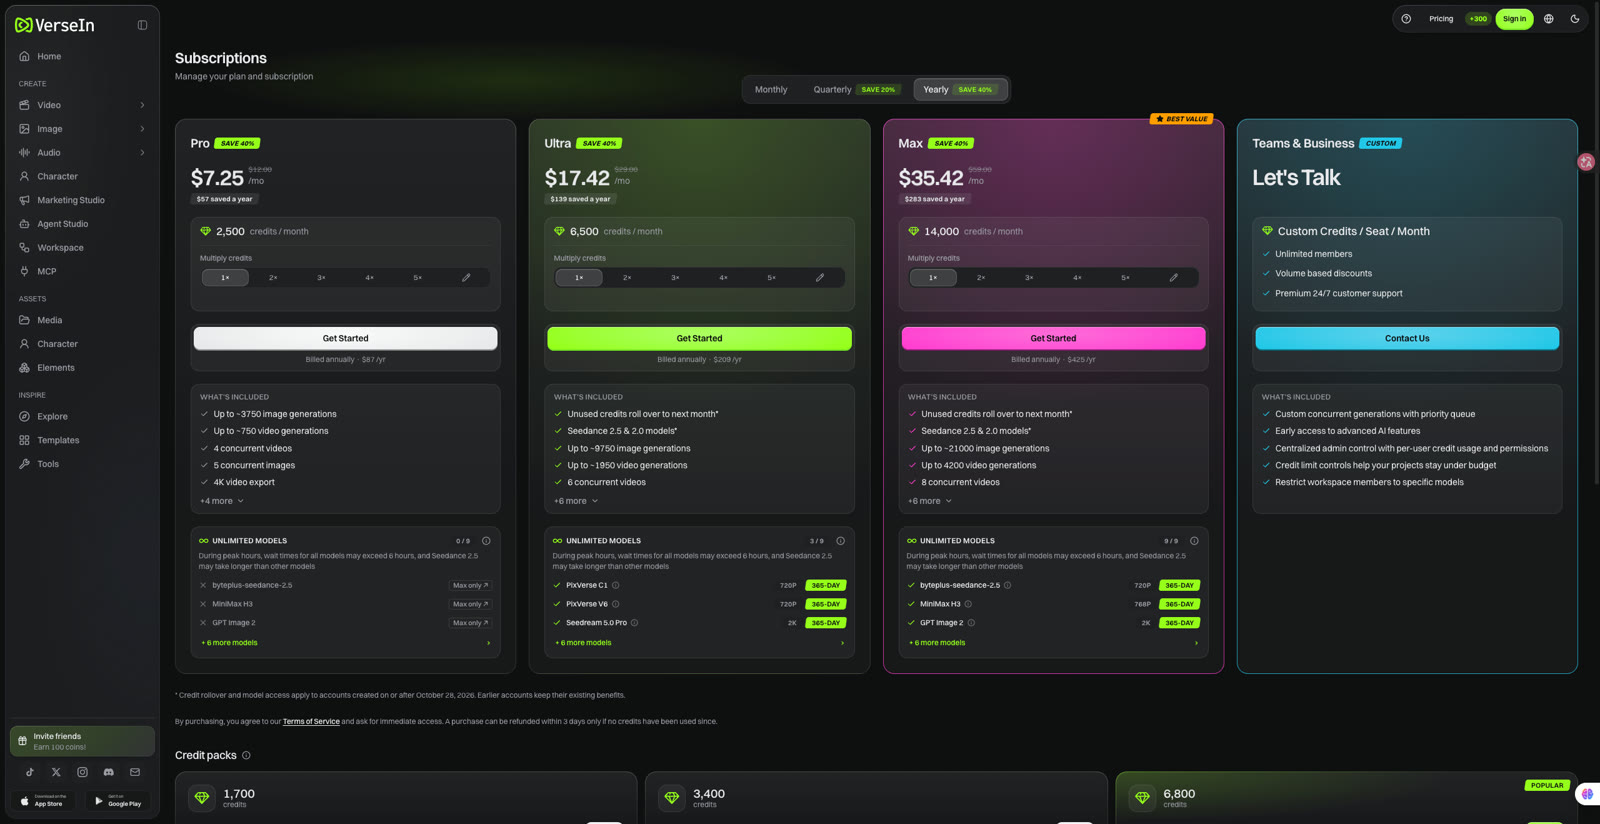 VerseIn
Home
CREATE
Video
Image
Audio
Character
Marketing Studio
Agent Studio
Workspace
MCP
ASSETS
Media
Character
Elements
INSPIRE
Explore
Templates
Tools
Invite friends
Earn 100 coins!
Download on the
App Store
Get it on
Google Play
Pricing
+300
Sign in
Subscriptions
Manage your plan and subscription
Monthly
Quarterly SAVE 20%
Yearly SAVE 40%
Pro SAVE 40%
$7.25 $12.00 /mo
$57 saved a year
2,500 credits / month
Multiply credits
1× 2× 3× 4× 5×
Get Started
Billed annually · $87 /yr
WHAT'S INCLUDED
Up to ~3750 image generations
Up to ~750 video generations
4 concurrent videos
5 concurrent images
4K video export
+4 more
UNLIMITED MODELS 0 / 9
During peak hours, wait times for all models may exceed 6 hours, and Seedance 2.5
may take longer than other models
byteplus-seedance-2.5 Max only ↗
MiniMax H3 Max only ↗
GPT Image 2 Max only ↗
+ 6 more models
Ultra SAVE 40%
$17.42 $29.00 /mo
$139 saved a year
6,500 credits / month
Multiply credits
1× 2× 3× 4× 5×
Get Started
Billed annually · $209 /yr
WHAT'S INCLUDED
Unused credits roll over to next month*
Seedance 2.5 & 2.0 models*
Up to ~9750 image generations
Up to ~1950 video generations
6 concurrent videos
+6 more
UNLIMITED MODELS 3 / 9
During peak hours, wait times for all models may exceed 6 hours, and Seedance 2.5
may take longer than other models
PixVerse C1 720P 365-DAY
PixVerse V6 720P 365-DAY
Seedream 5.0 Pro 2K 365-DAY
+ 6 more models
BEST VALUE
Max SAVE 40%
$35.42 $59.00 /mo
$283 saved a year
14,000 credits / month
Multiply credits
1× 2× 3× 4× 5×
Get Started
Billed annually · $425 /yr
WHAT'S INCLUDED
Unused credits roll over to next month*
Seedance 2.5 & 2.0 models*
Up to ~21000 image generations
Up to 4200 video generations
8 concurrent videos
+6 more
UNLIMITED MODELS 9 / 9
During peak hours, wait times for all models may exceed 6 hours, and Seedance 2.5
may take longer than other models
byteplus-seedance-2.5 720P 365-DAY
MiniMax H3 768P 365-DAY
GPT Image 2 2K 365-DAY
+ 6 more models
Teams & Business CUSTOM
Let's Talk
Custom Credits / Seat / Month
Unlimited members
Volume based discounts
Premium 24/7 customer support
Contact Us
WHAT'S INCLUDED
Custom concurrent generations with priority queue
Early access to advanced AI features
Centralized admin control with per-user credit usage and permissions
Credit limit controls help your projects stay under budget
Restrict workspace members to specific models
* Credit rollover and model access apply to accounts created on or after October 28, 2026. Earlier accounts keep their existing benefits.
By purchasing, you agree to our Terms of Service and ask for immediate access. A purchase can be refunded within 3 days only if no credits have been used since.
Credit packs
1,700
credits
3,400
credits
6,800
credits
POPULAR